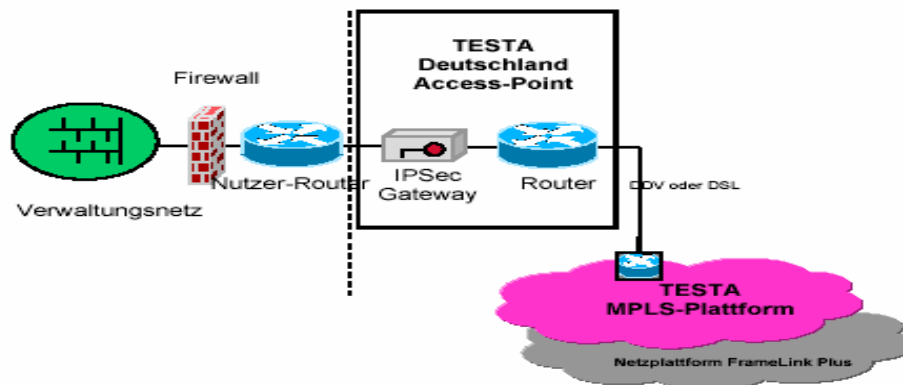 TESTA
Deutschland
Access-Point
Firewall
Nutzer-Router
IPSec
Gateway
Router
DDV oder DSL
Verwaltungsnetz
TESTA
MPLS-Plattform
Netzplattform FrameLink Plus